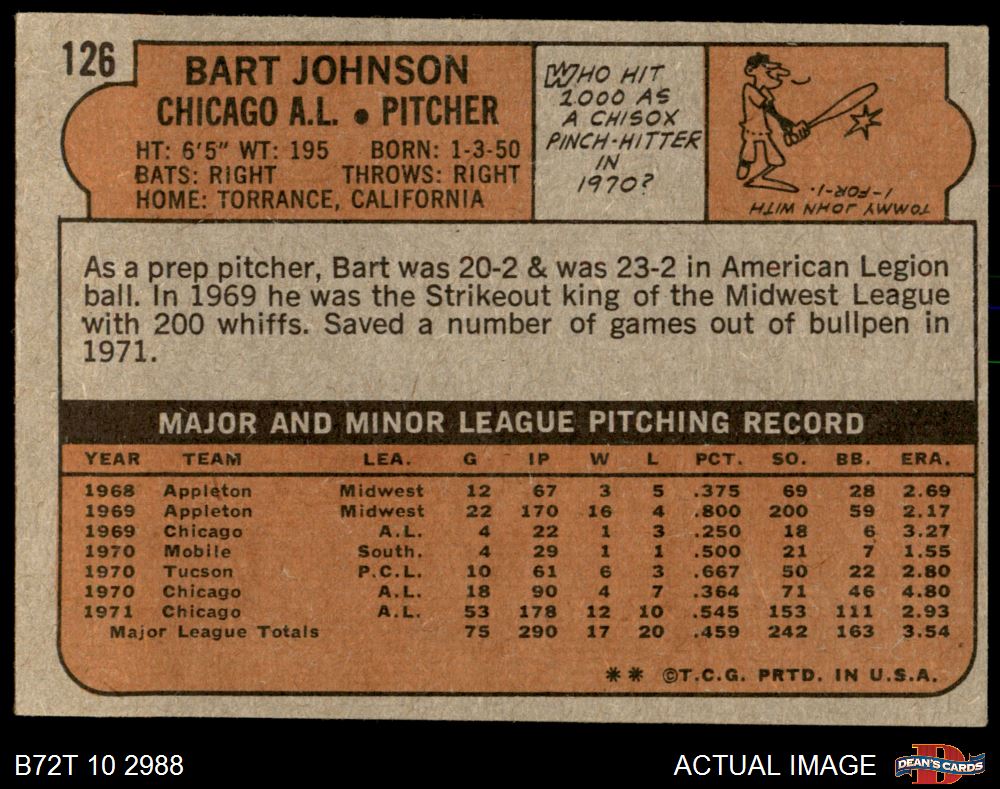 126
BART JOHNSON
CHICAGO A.L. • PITCHER
HT: 6'5" WT: 195 BORN: 1-3-50
BATS: RIGHT THROWS: RIGHT
HOME: TORRANCE, CALIFORNIA
WHO HIT
1.000 AS
A CHISOX
PINCH-HITTER
IN
1970?
TOMMY JOHN WITH
1-FOR-1.
As a prep pitcher, Bart was 20-2 & was 23-2 in American Legion
ball. In 1969 he was the Strikeout king of the Midwest League
with 200 whiffs. Saved a number of games out of bullpen in
1971.
MAJOR AND MINOR LEAGUE PITCHING RECORD
YEAR TEAM LEA. G IP W L PCT. SO. BB. ERA.
1968 Appleton Midwest 12 67 3 5 .375 69 28 2.69
1969 Appleton Midwest 22 170 16 4 .800 200 59 2.17
1969 Chicago A.L. 4 22 1 3 .250 18 6 3.27
1970 Mobile South. 4 29 1 1 .500 21 7 1.55
1970 Tucson P.C.L. 10 61 6 3 .667 50 22 2.80
1970 Chicago A.L. 18 90 4 7 .364 71 46 4.80
1971 Chicago A.L. 53 178 12 10 .545 153 111 2.93
Major League Totals 75 290 17 20 .459 242 163 3.54
** ©T.C.G. PRTD. IN U.S.A.
B72T 10 2988
ACTUAL IMAGE
D
DEAN'S CARDS